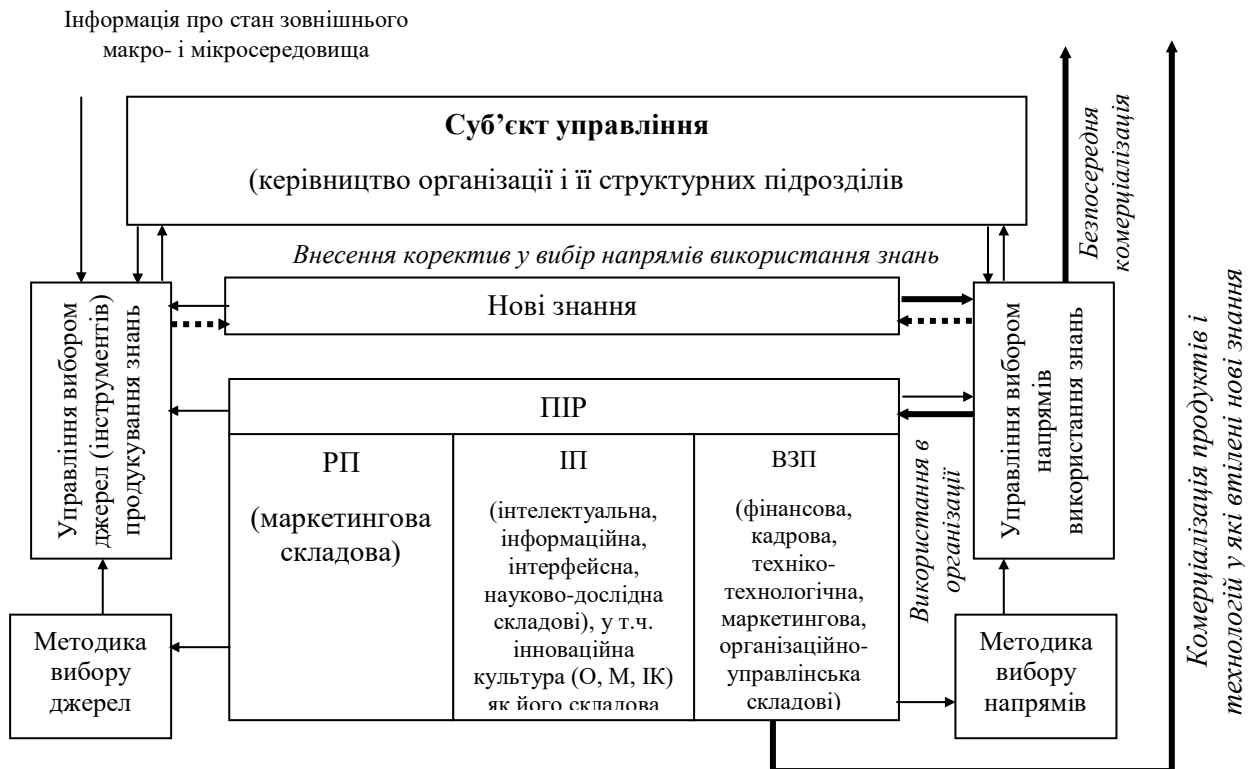 Інформація про стан зовнішнього
макро- і мікросередовища
Суб’єкт управління
(керівництво організації і її структурних підрозділів
Безпосередня
комерціалізація
Внесення коректив у вибір напрямів використання знань
Нові знання
Управління вибором
джерел (інструментів)
продукування знань
Управління вибором
напрямів
використання знань
Комерціалізація продуктів і
технологій у які втілені нові знання
ПІР
РП
(маркетингова
складова)
ІП
(інтелектуальна,
інформаційна,
інтерфейсна,
науково-дослідна
складові), у т.ч.
інноваційна
культура (О, М, ІК)
як його складова
ВЗП
(фінансова,
кадрова,
техніко-
технологічна,
маркетингова,
організаційно-
управлінська
складові)
Використання в
організації
Методика
вибору
джерел
Методика
вибору
напрямів